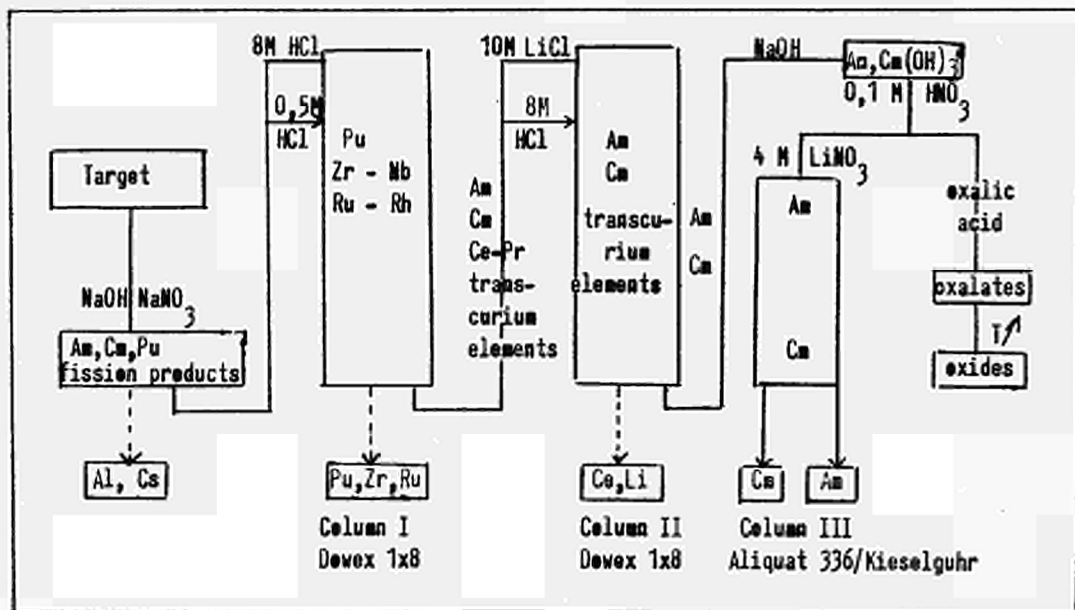 Target
NaOH NaNO3
Am,Cm,Pu
fission products
Al, Cs
8M HCl
0,5M
HCl
Pu
Zr - Nb
Ru - Rh
Pu,Zr,Ru
Column I
Dowex 1x8
10M LiCl
8M
HCl
Am
Cm
Ce-Pr
trans-
curium
elements
Am
Cm
transcu-
rium
elements
Ce,Li
Column II
Dowex 1x8
Am
Cm
NaOH
Am,Cm(OH)3
0,1 M HNO3
4 M LiNO3
Am
Cm
Cm
Am
Column III
Aliquat 336/Kieselguhr
oxalic
acid
oxalates
T
oxides